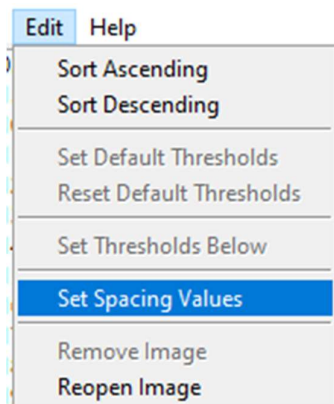 Edit Help
Sort Ascending
Sort Descending
Set Default Thresholds
Reset Default Thresholds
Set Thresholds Below
Set Spacing Values
Remove Image
Reopen Image